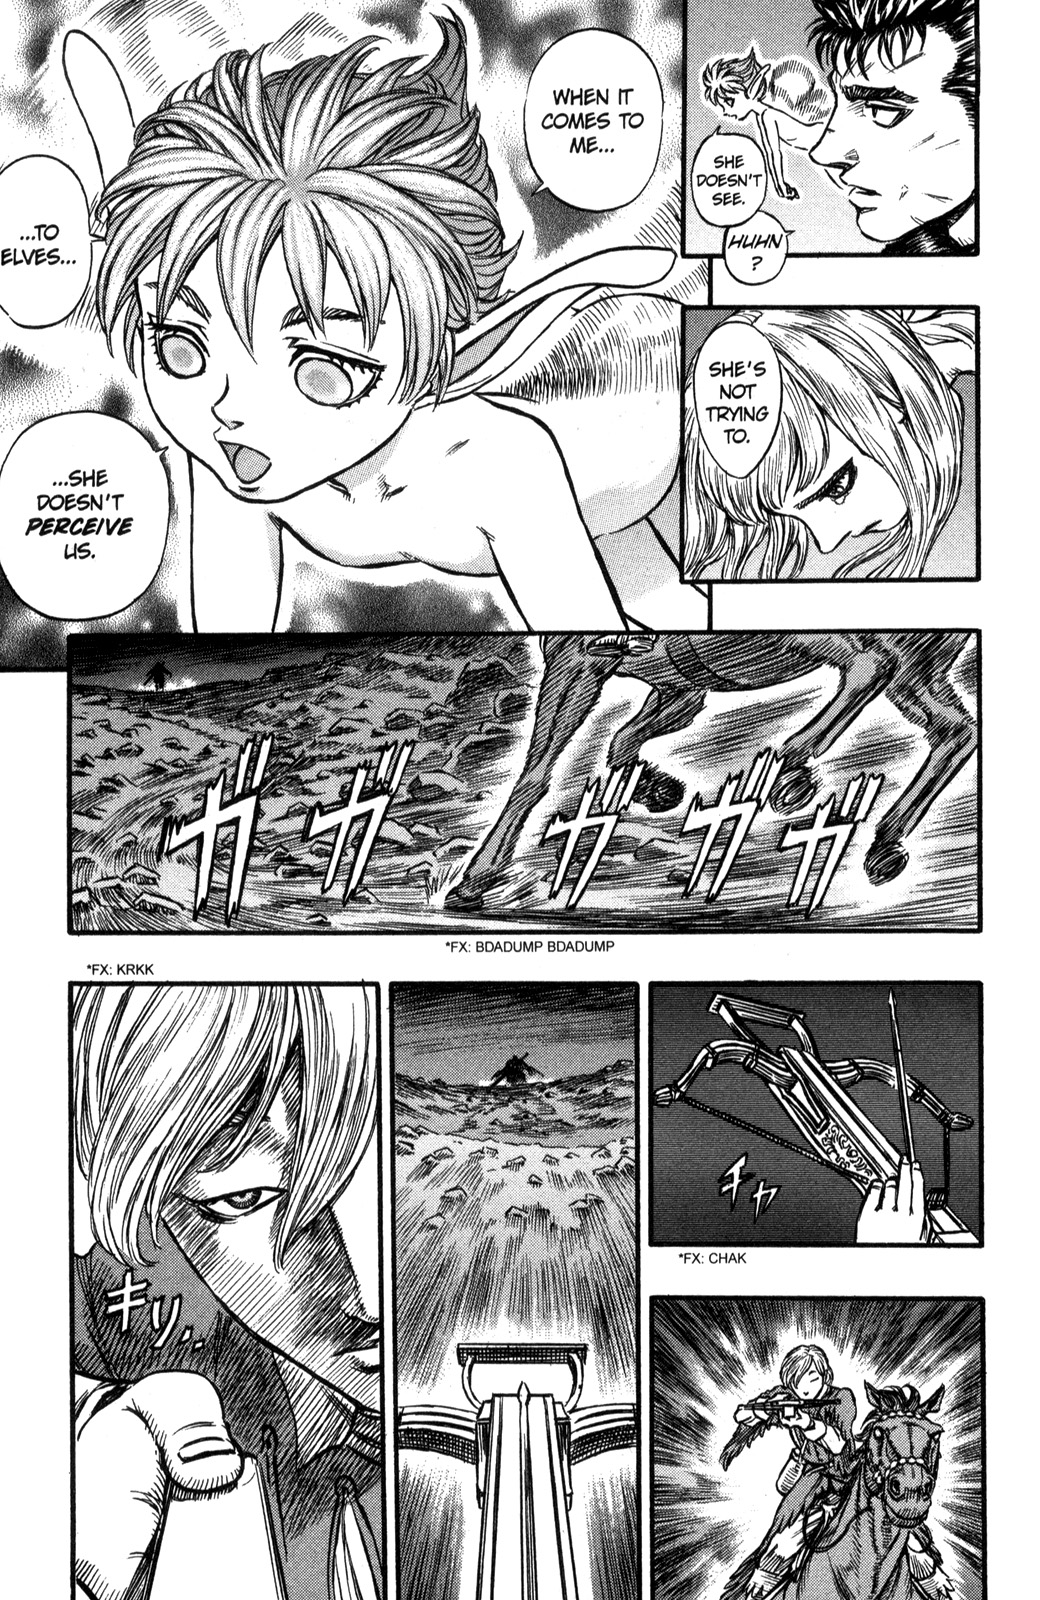 SHE
DOESN'T
SEE.
HUHN
?
SHE'S
NOT
TRYING
TO.
WHEN IT
COMES TO
ME...
...TO
ELVES...
...SHE
DOESN'T
PERCEIVE
US.
ガガガガガ
*FX: BDADUMP BDADUMP
チャ
*FX: CHAK
*FX: KRKK
キリ..